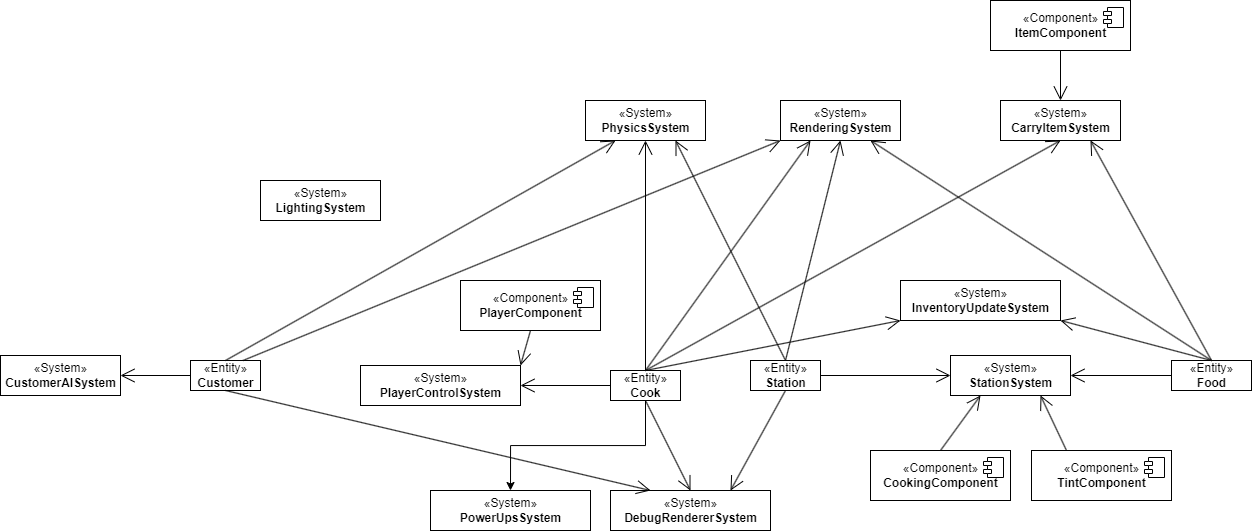 «Component»
ItemComponent
«System»
PhysicsSystem
«System»
RenderingSystem
«System»
CarryItemSystem
«System»
LightingSystem
«Component»
PlayerComponent
«System»
InventoryUpdateSystem
«System»
CustomerAISystem
«Entity»
Customer
«System»
PlayerControlSystem
«Entity»
Cook
«Entity»
Station
«System»
StationSystem
«Entity»
Food
«Component»
CookingComponent
«Component»
TintComponent
«System»
PowerUpsSystem
«System»
DebugRendererSystem